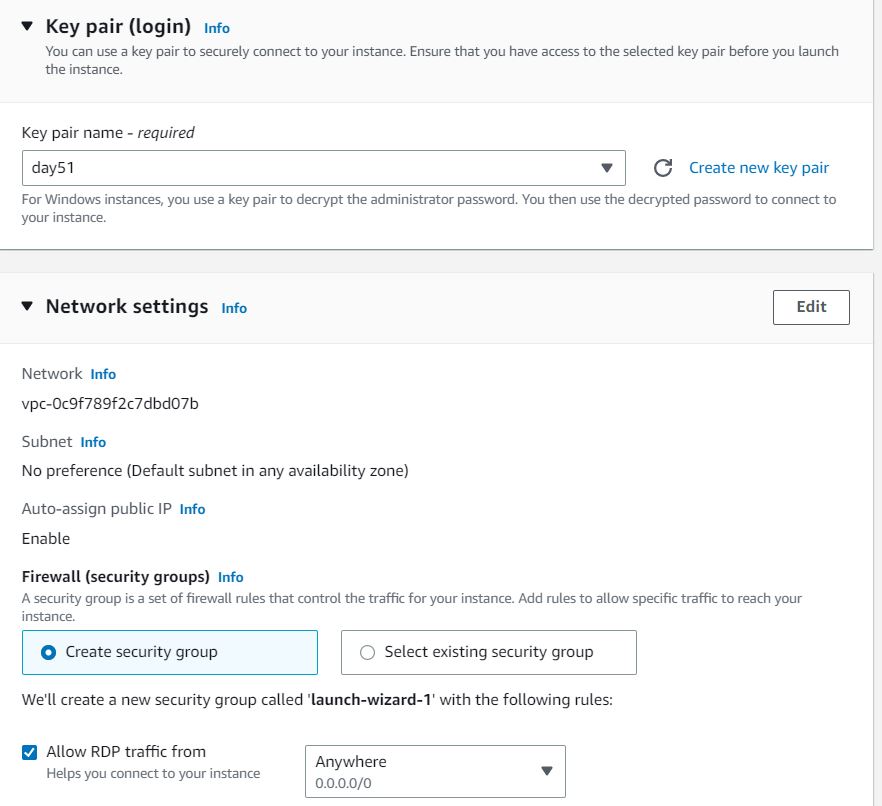 Key pair (login) Info
You can use a key pair to securely connect to your instance. Ensure that you have access to the selected key pair before you launch
the instance.
Key pair name - required
day51
Create new key pair
For Windows instances, you use a key pair to decrypt the administrator password. You then use the decrypted password to connect to
your instance.
Network settings Info
Edit
Network Info
vpc-0c9f789f2c7dbd07b
Subnet Info
No preference (Default subnet in any availability zone)
Auto-assign public IP Info
Enable
Firewall (security groups) Info
A security group is a set of firewall rules that control the traffic for your instance. Add rules to allow specific traffic to reach your
instance.
Create security group
Select existing security group
We'll create a new security group called 'launch-wizard-1' with the following rules:
Allow RDP traffic from
Helps you connect to your instance
Anywhere
0.0.0.0/0